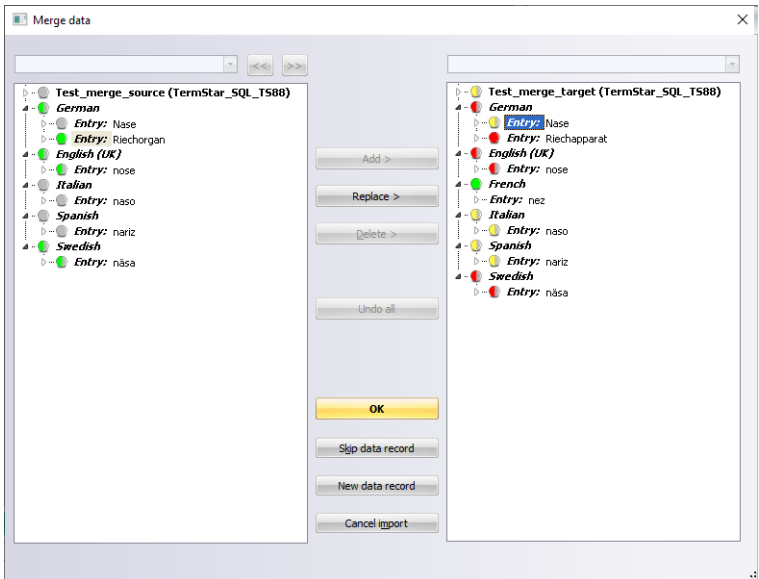 Merge data
<< >>
Test_merge_source (TermStar_SQL_TS88)
German
Entry: Nase
Entry: Riechorgan
English (UK)
Entry: nose
Italian
Entry: naso
Spanish
Entry: nariz
Swedish
Entry: näsa
Add >
Replace >
Delete >
Undo all
OK
Skip data record
New data record
Cancel import
Test_merge_target (TermStar_SQL_TS88)
German
Entry: Nase
Entry: Riechapparat
English (UK)
Entry: nose
French
Entry: nez
Italian
Entry: naso
Spanish
Entry: nariz
Swedish
Entry: näsa